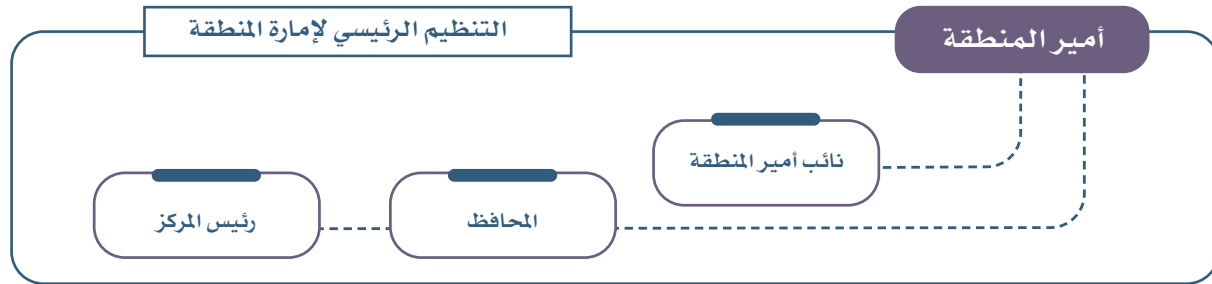 أمير المنطقة
التنظيم الرئيسي لإمارة المنطقة
نائب أمير المنطقة
المحافظ
رئيس المركز